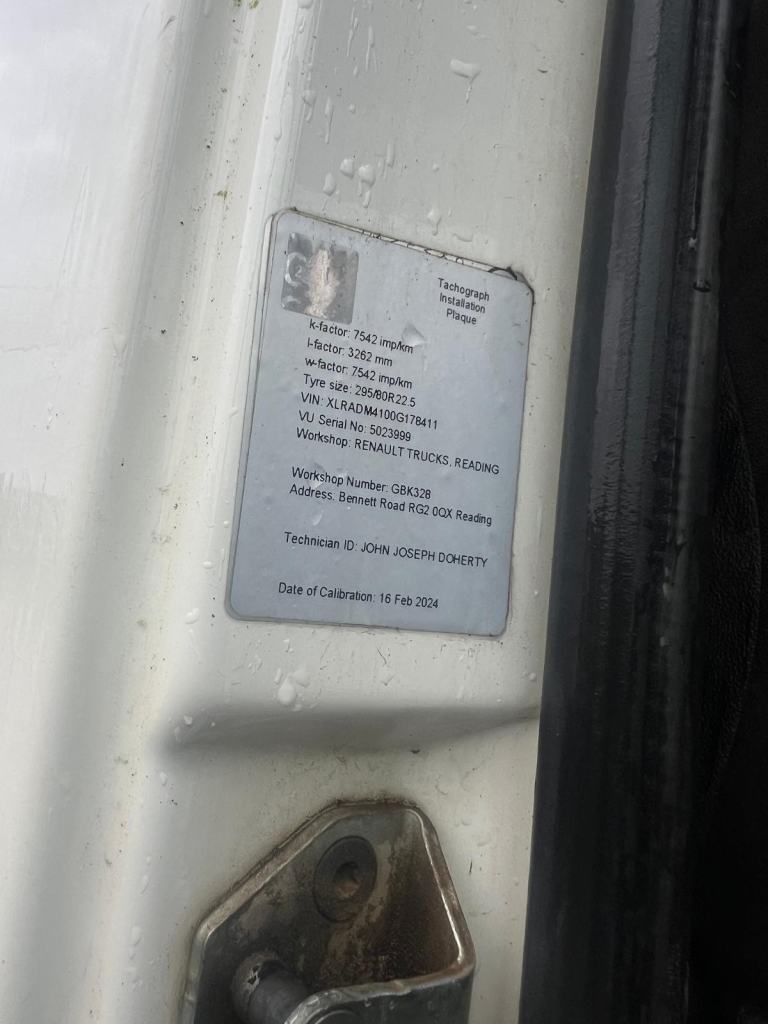 Tachograph
Installation
Plaque
k-factor: 7542 imp/km
l-factor: 3262 mm
w-factor: 7542 imp/km
Tyre size: 295/80R22.5
VIN: XLRADM4100G178411
VU Serial No: 5023999
Workshop: RENAULT TRUCKS, READING
Workshop Number: GBK328
Address: Bennett Road RG2 0QX Reading
Technician ID: JOHN JOSEPH DOHERTY
Date of Calibration: 16 Feb 2024